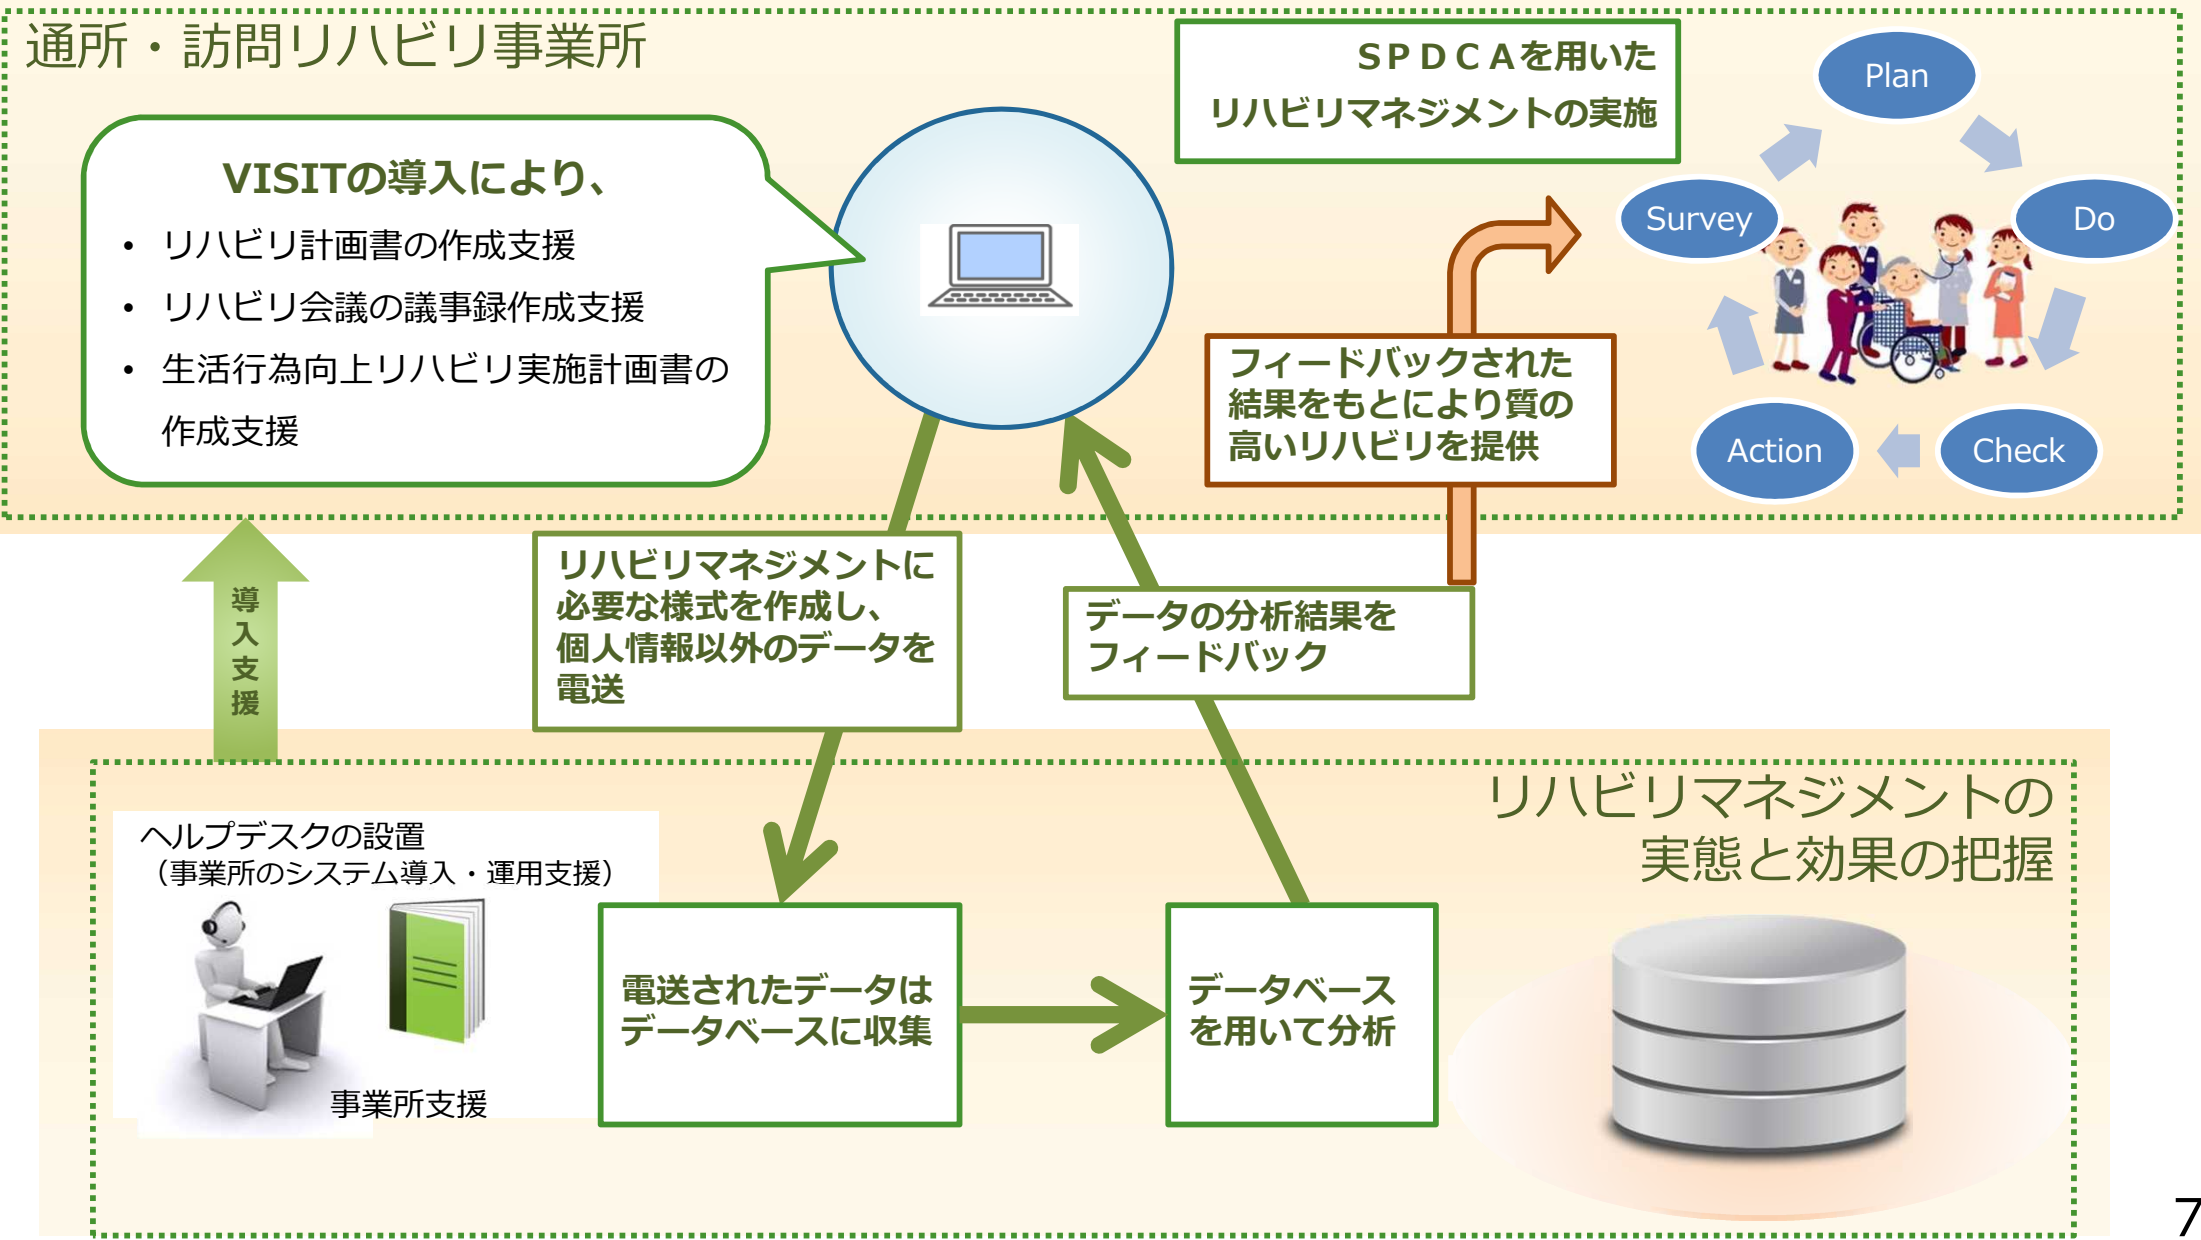 通所・訪問リハビリ事業所
VISITの導入により、
• リハビリ計画書の作成支援
• リハビリ会議の議事録作成支援
• 生活行為向上リハビリ実施計画書の
作成支援
ＳＰＤＣＡを用いた
リハビリマネジメントの実施
Plan
Do
Check
Action
Survey
フィードバックされた
結果をもとにより質の
高いリハビリを提供
導
入
支
援
リハビリマネジメントに
必要な様式を作成し、
個人情報以外のデータを
電送
データの分析結果を
フィードバック
リハビリマネジメントの
実態と効果の把握
ヘルプデスクの設置
（事業所のシステム導入・運用支援）
事業所支援
電送されたデータは
データベースに収集
データベース
を用いて分析
7